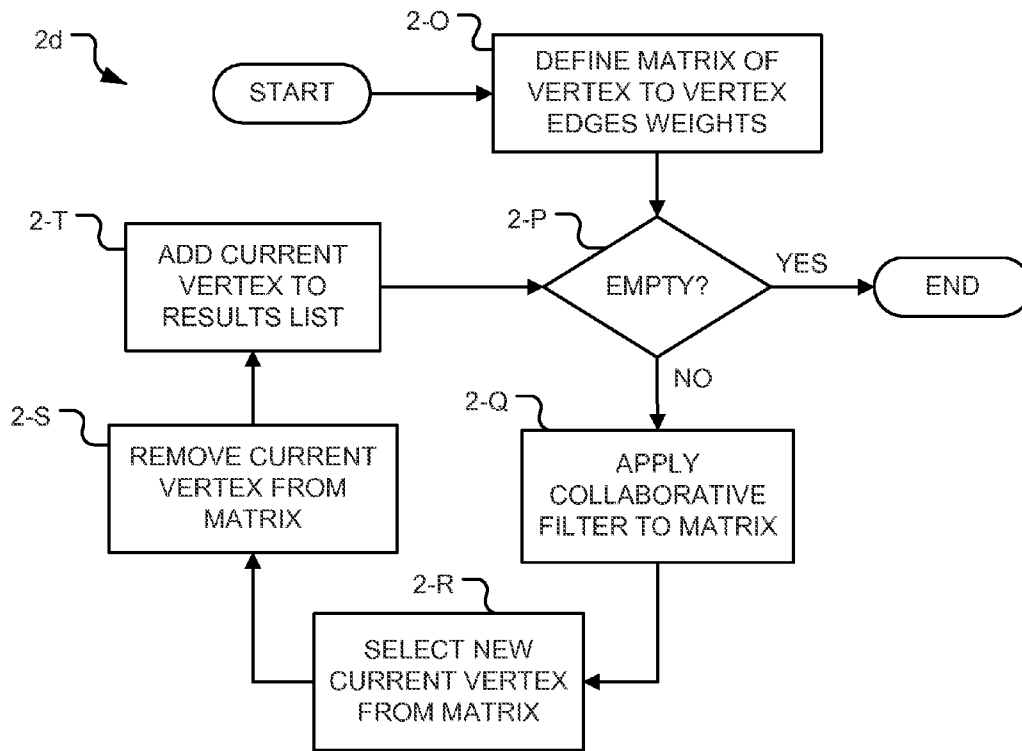 2d
START
2-O
DEFINE MATRIX OF
VERTEX TO VERTEX
EDGES WEIGHTS
2-T
ADD CURRENT
VERTEX TO
RESULTS LIST
2-P
EMPTY?
YES
END
NO
2-S
REMOVE CURRENT
VERTEX FROM
MATRIX
2-Q
APPLY
COLLABORATIVE
FILTER TO MATRIX
2-R
SELECT NEW
CURRENT VERTEX
FROM MATRIX